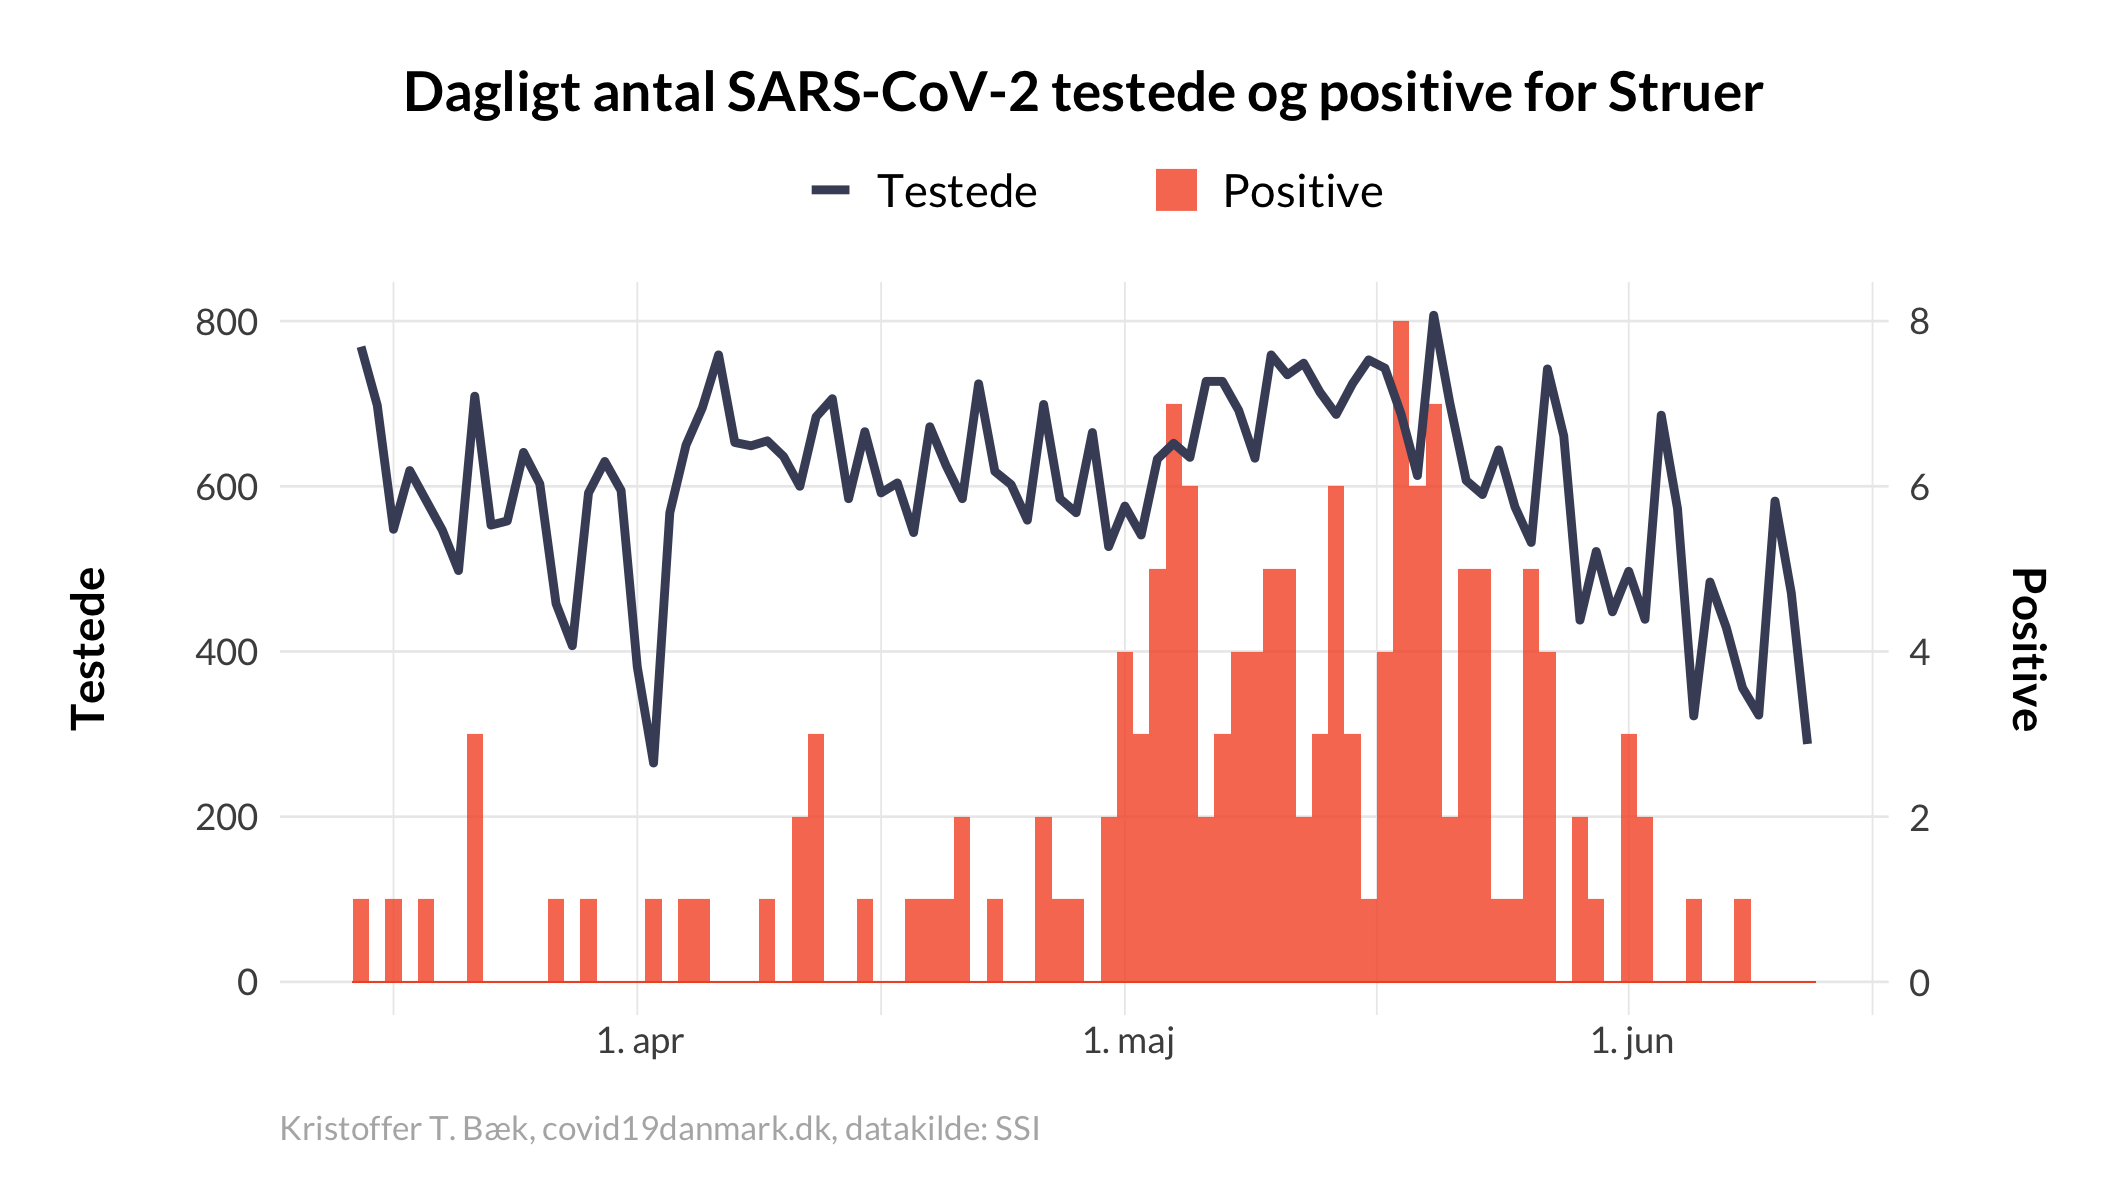 Dagligt antal SARS-CoV-2 testede og positive for Struer
Testede
Positive
800
600
400
200
0
8
6
4
2
0
Testede
Positive
1. apr
1. maj
1. jun
Kristoffer T. Bæk, covid19danmark.dk, datakilde: SSI